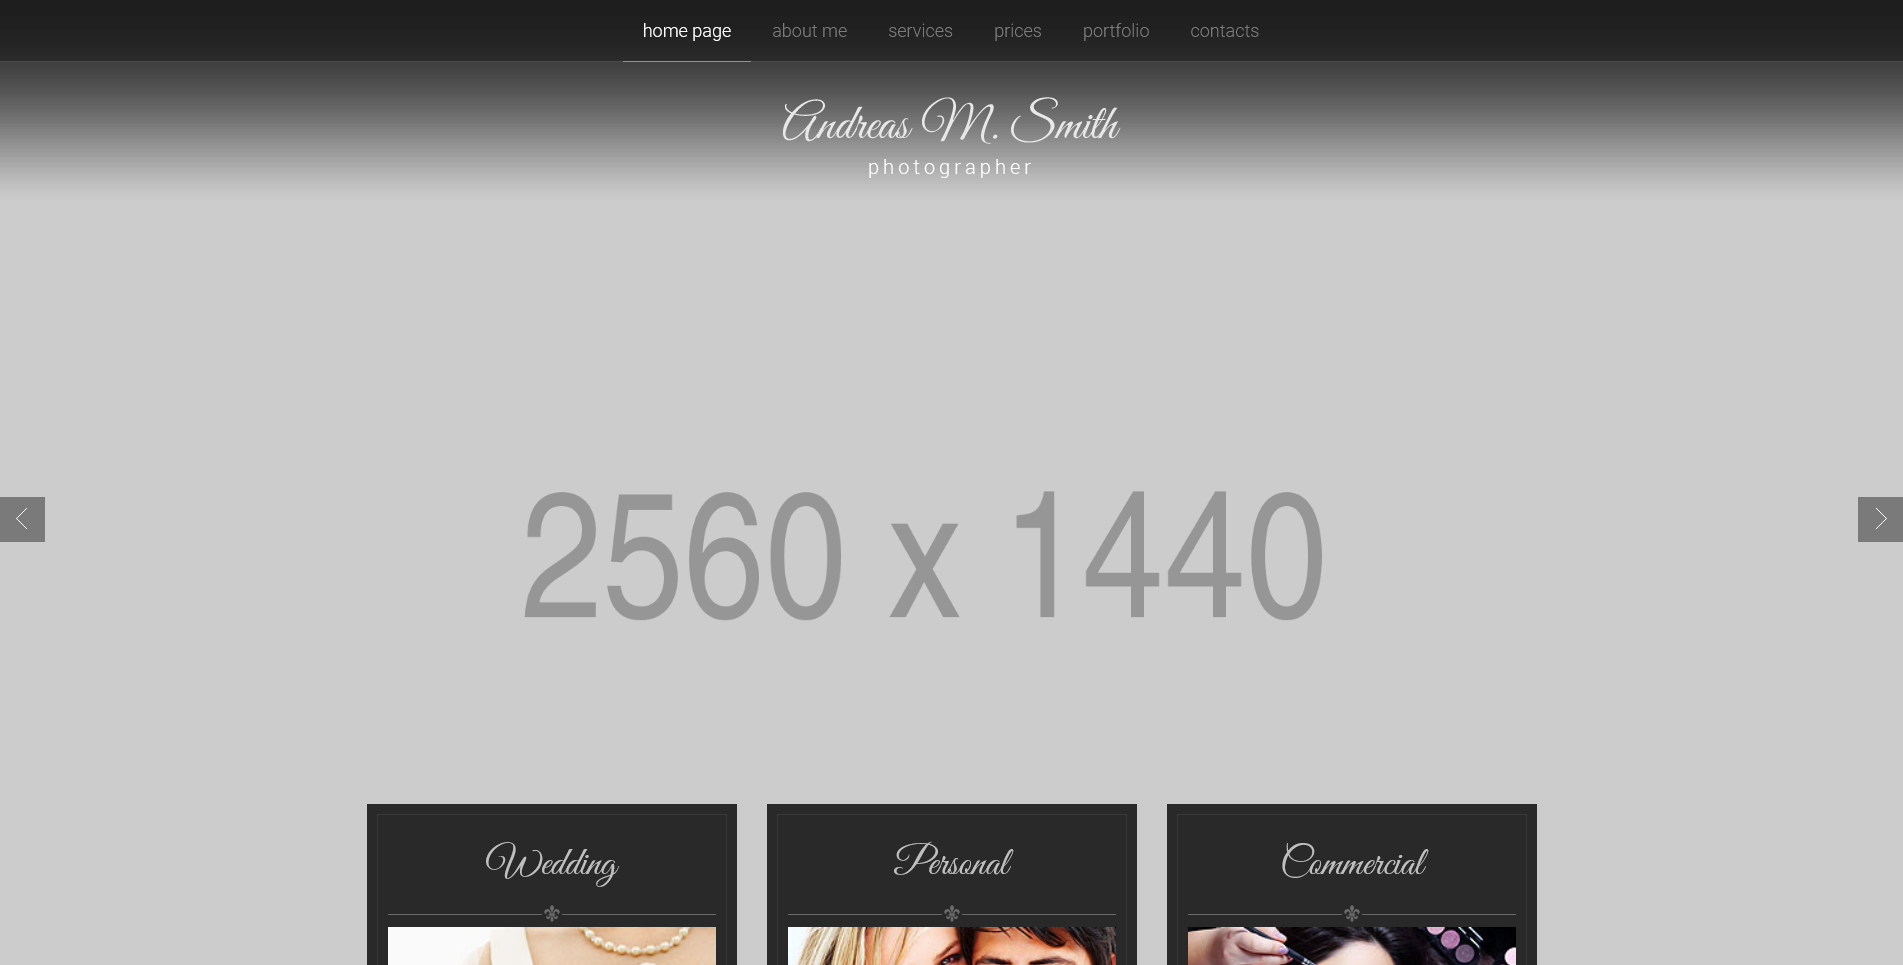 home page about me services prices portfolio contacts
Andreas M. Smith
photographer
2560 x 1440
Wedding Personal Commercial